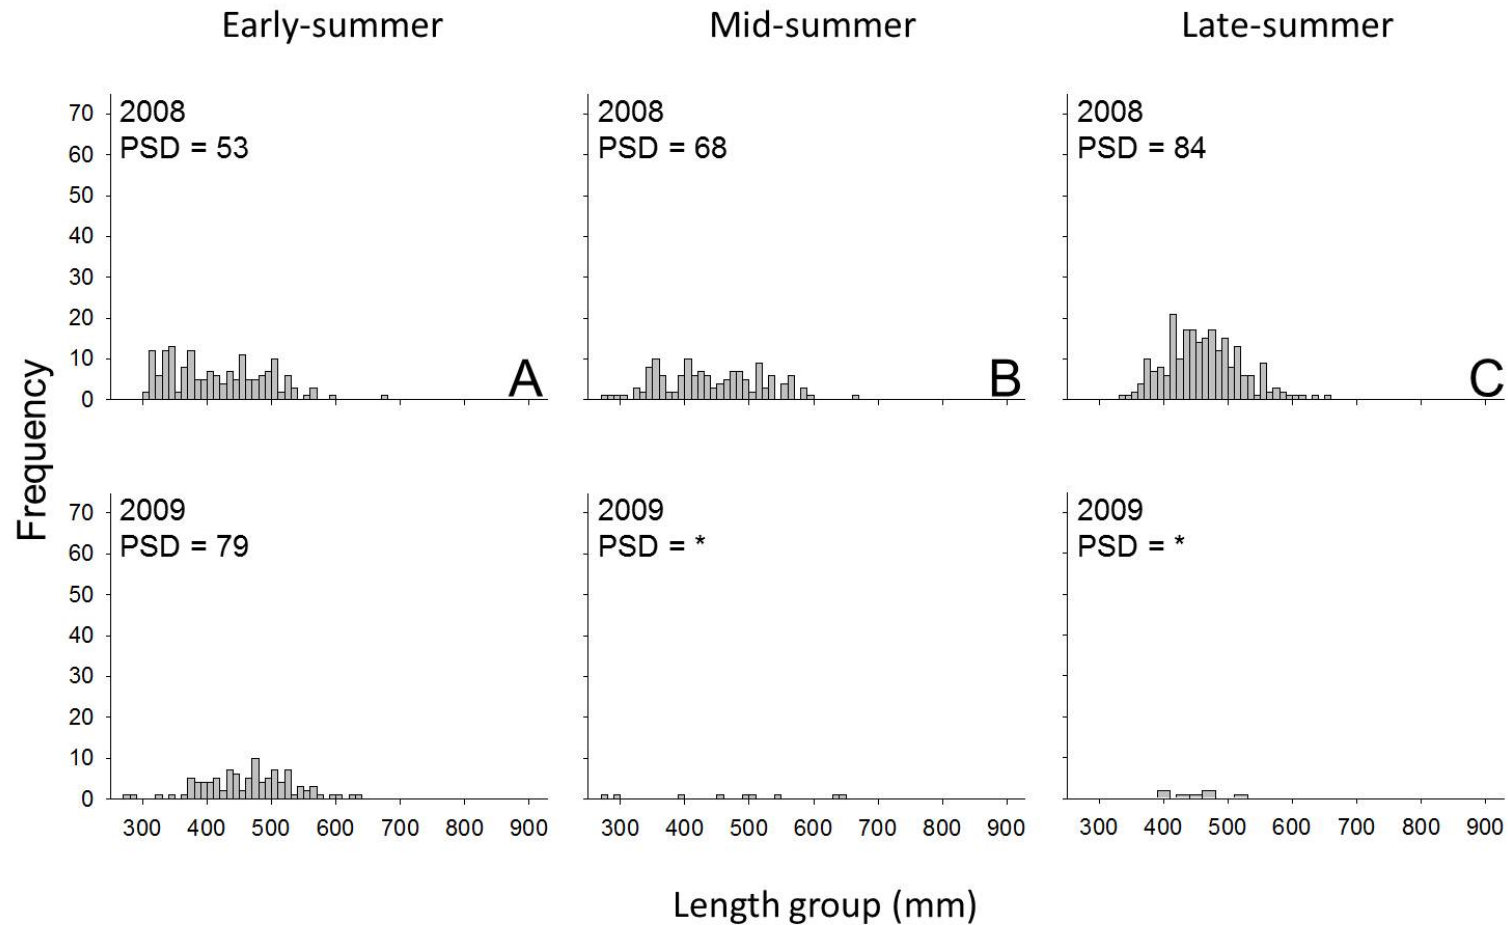 Early-summer Mid-summer Late-summer
2008 2008 2008
PSD = 53 PSD = 68 PSD = 84
70
60
50
40
30
20
10
0
A B C
Frequency
2009 2009 2009
PSD = 79 PSD = * PSD = *
70
60
50
40
30
20
10
0
300 400 500 600 700 800 900 300 400 500 600 700 800 900 300 400 500 600 700 800 900
Length group (mm)